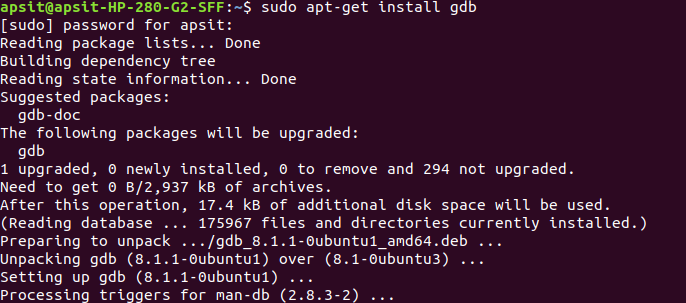 apsit@apsit-HP-280-G2-SFF:~$ sudo apt-get install gdb
[sudo] password for apsit:
Reading package lists... Done
Building dependency tree
Reading state information... Done
Suggested packages:
  gdb-doc
The following packages will be upgraded:
  gdb
1 upgraded, 0 newly installed, 0 to remove and 294 not upgraded.
Need to get 0 B/2,937 kB of archives.
After this operation, 17.4 kB of additional disk space will be used.
(Reading database ... 175967 files and directories currently installed.)
Preparing to unpack .../gdb_8.1.1-0ubuntu1_amd64.deb ...
Unpacking gdb (8.1.1-0ubuntu1) over (8.1-0ubuntu3) ...
Setting up gdb (8.1.1-0ubuntu1) ...
Processing triggers for man-db (2.8.3-2) ...